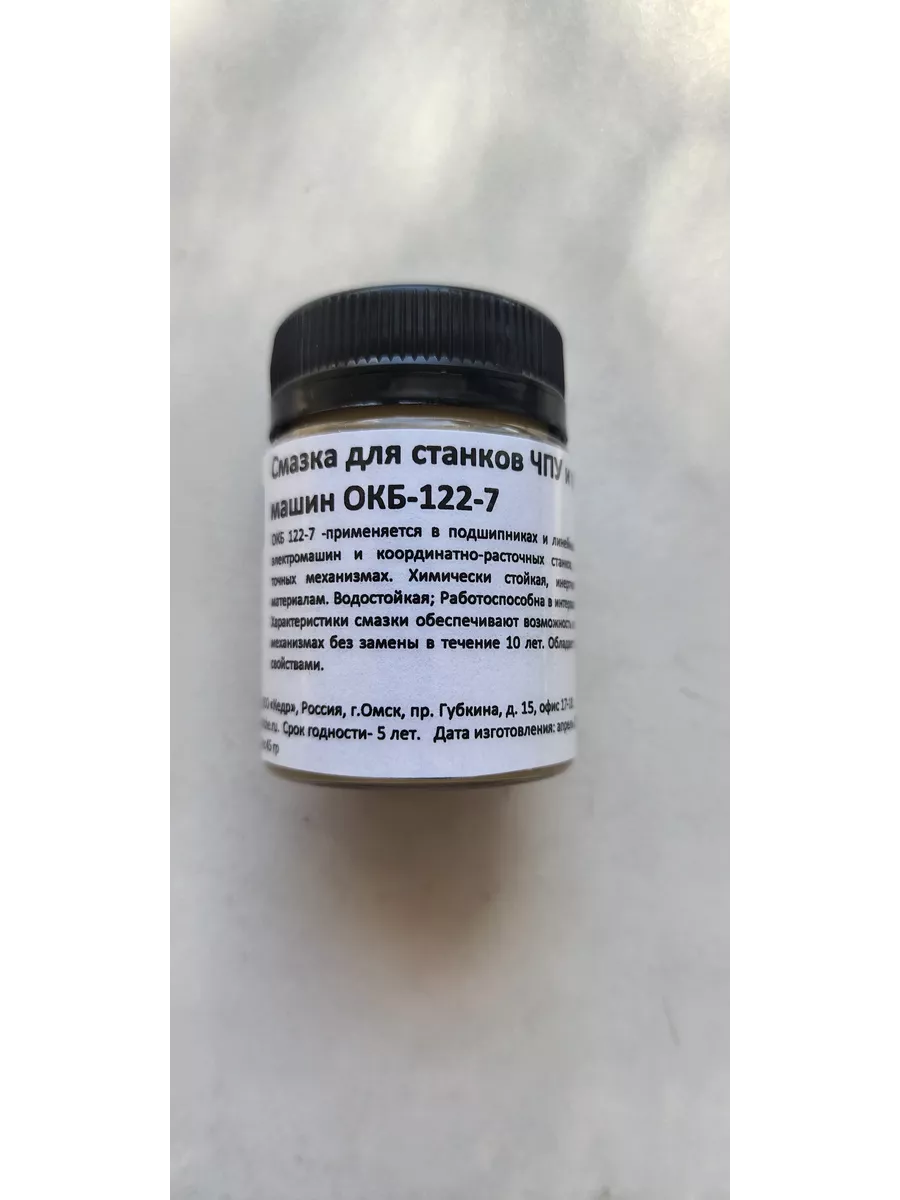 Смазка для станков ЧПУ и
машин ОКБ-122-7
ОКБ 122-7 -применяется в подшипниках и
электромашин и координатно-расточных
точных механизмах. Химически стойкая,
материалам. Водостойкая; Работоспособна в
Характеристики смазки обеспечивают
механизмах без замены в течение 10 лет.
свойствами.
«Кедр», Россия, г.Омск, пр. Губкина, д. 15, офис
Срок годности- 5 лет. Дата изготовления:
45 гр